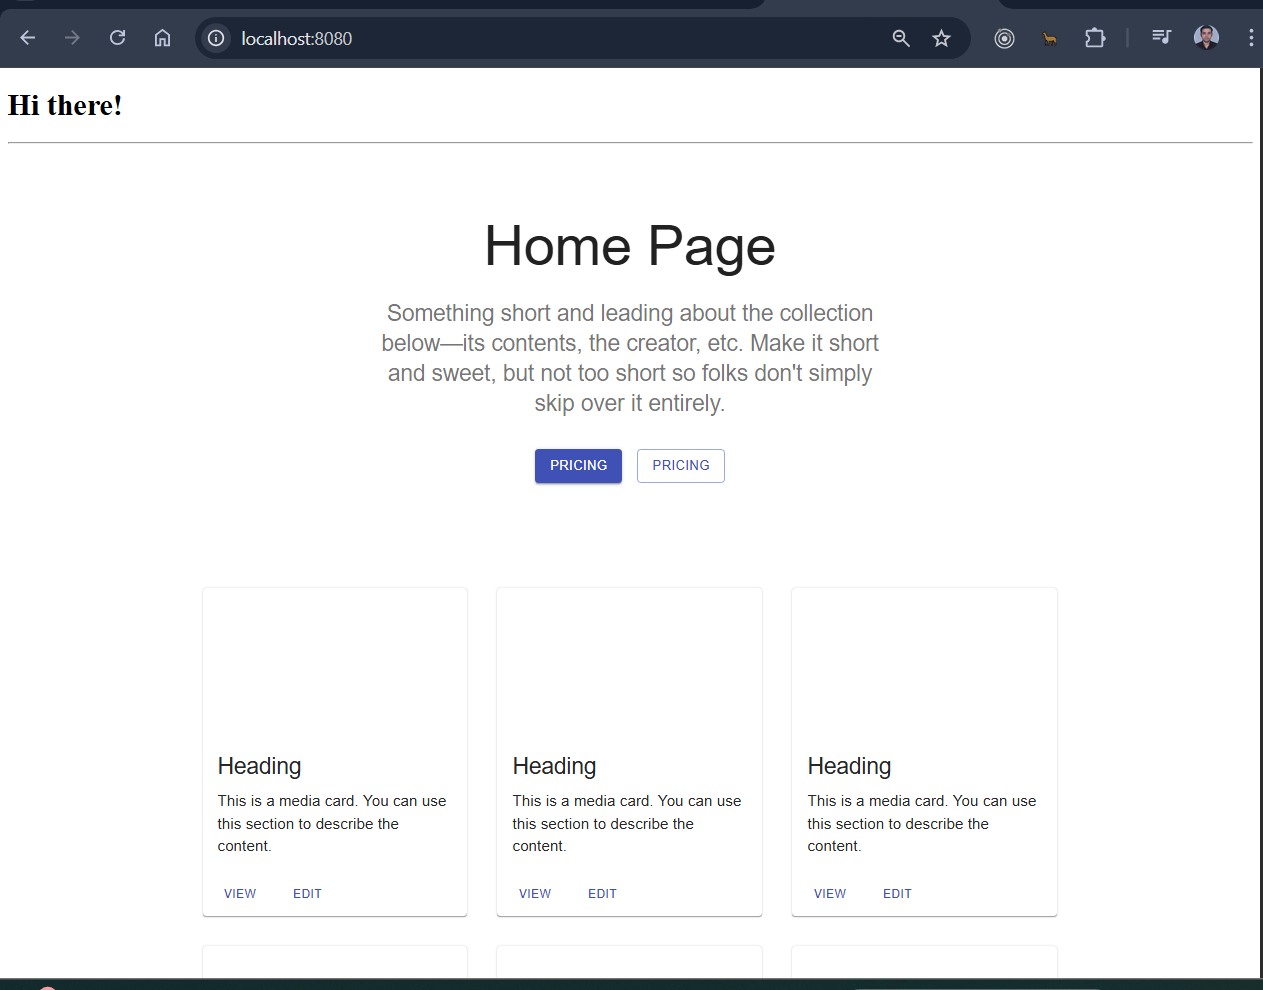 localhost:8080
Hi there!
Home Page
Something short and leading about the collection
below—its contents, the creator, etc. Make it short
and sweet, but not too short so folks don't simply
skip over it entirely.
PRICING PRICING
Heading
This is a media card. You can use
this section to describe the
content.
VIEW EDIT
Heading
This is a media card. You can use
this section to describe the
content.
VIEW EDIT
Heading
This is a media card. You can use
this section to describe the
content.
VIEW EDIT